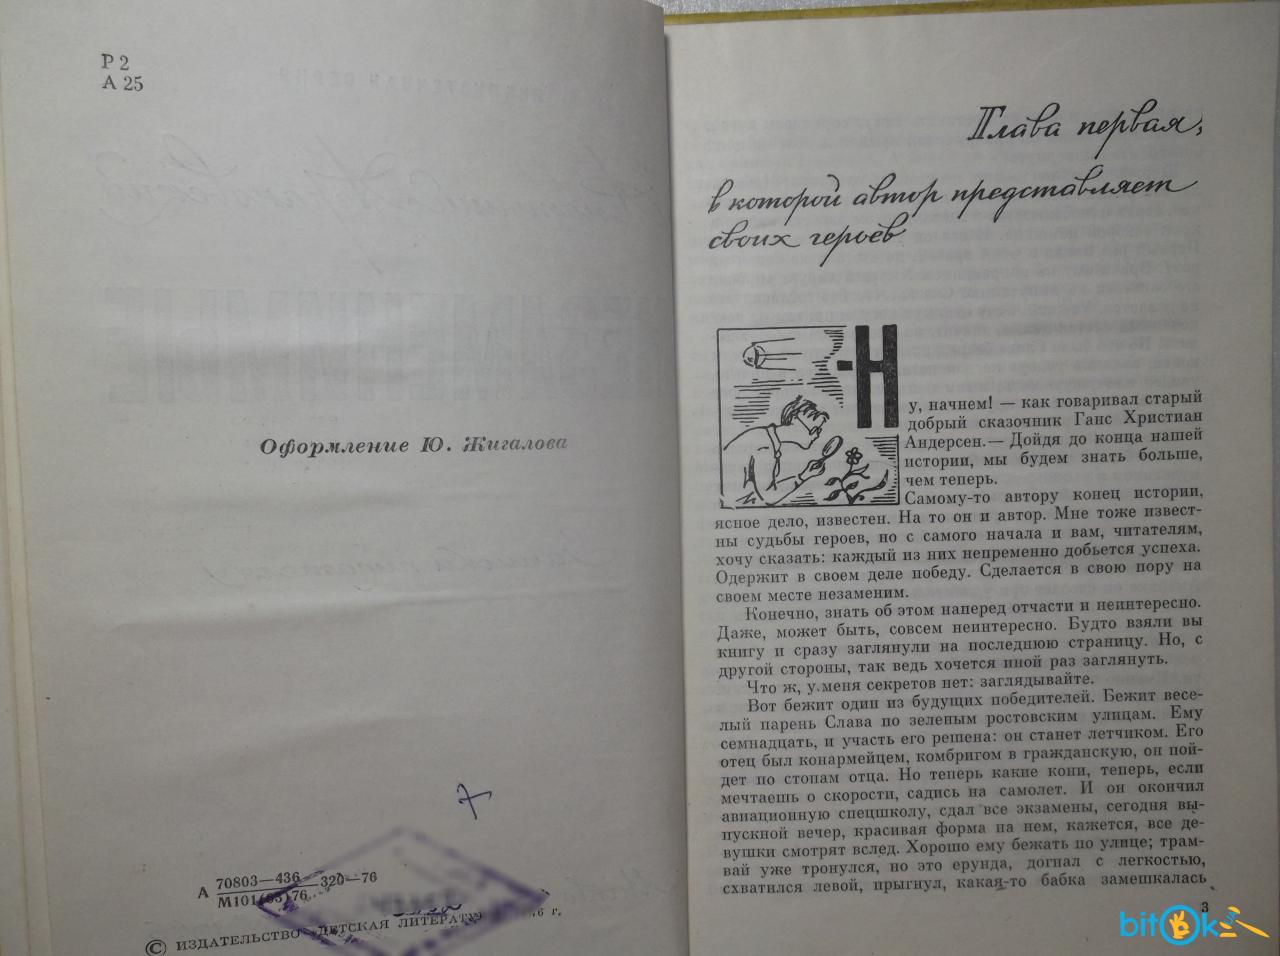 Р 2
А 25
Оформление Ю. Жигалова
А 70803—436 320—76
М101(03)76
© ИЗДАТЕЛЬСТВО «ДЕТСКАЯ ЛИТЕРАТУР 76 г.
Глава первая,
в которой автор представляет
своих героев
-Н
у, начнем! — как говаривал старый
добрый сказочник Ганс Христиан
Андерсен.— Дойдя до конца нашей
истории, мы будем знать больше,
чем теперь.
Самому-то автору конец истории,
ясное дело, известен. На то он и автор. Мне тоже извест-
ны судьбы героев, но с самого начала и вам, читателям,
хочу сказать: каждый из них непременно добьется успеха.
Одержит в своем деле победу. Сделается в свою пору на
своем месте незаменим.
Конечно, знать об этом наперед отчасти и неинтересно.
Даже, может быть, совсем неинтересно. Будто взяли вы
книгу и сразу заглянули на последнюю страницу. Но, с
другой стороны, так ведь хочется иной раз заглянуть.
Что ж, у меня секретов нет: заглядывайте.
Вот бежит один из будущих победителей. Бежит весе-
лый парень Слава по зеленым ростовским улицам. Ему
семнадцать, и участь его решена: он станет летчиком. Его
отец был конармейцем, комбригом в гражданскую, он пой-
дет по стопам отца. Но теперь какие кони, теперь, если
мечтаешь о скорости, садись на самолет. И он окончил
авиационную спецшколу, сдал все экзамены, сегодня вы-
пускной вечер, красивая форма на нем, кажется, все де-
вушки смотрят вслед. Хорошо ему бежать по улице; трам-
вай уже тронулся, но это ерунда, догнал с легкостью,
схватился левой, прыгнул, какая-то бабка замешкалась
3
bitok.ua